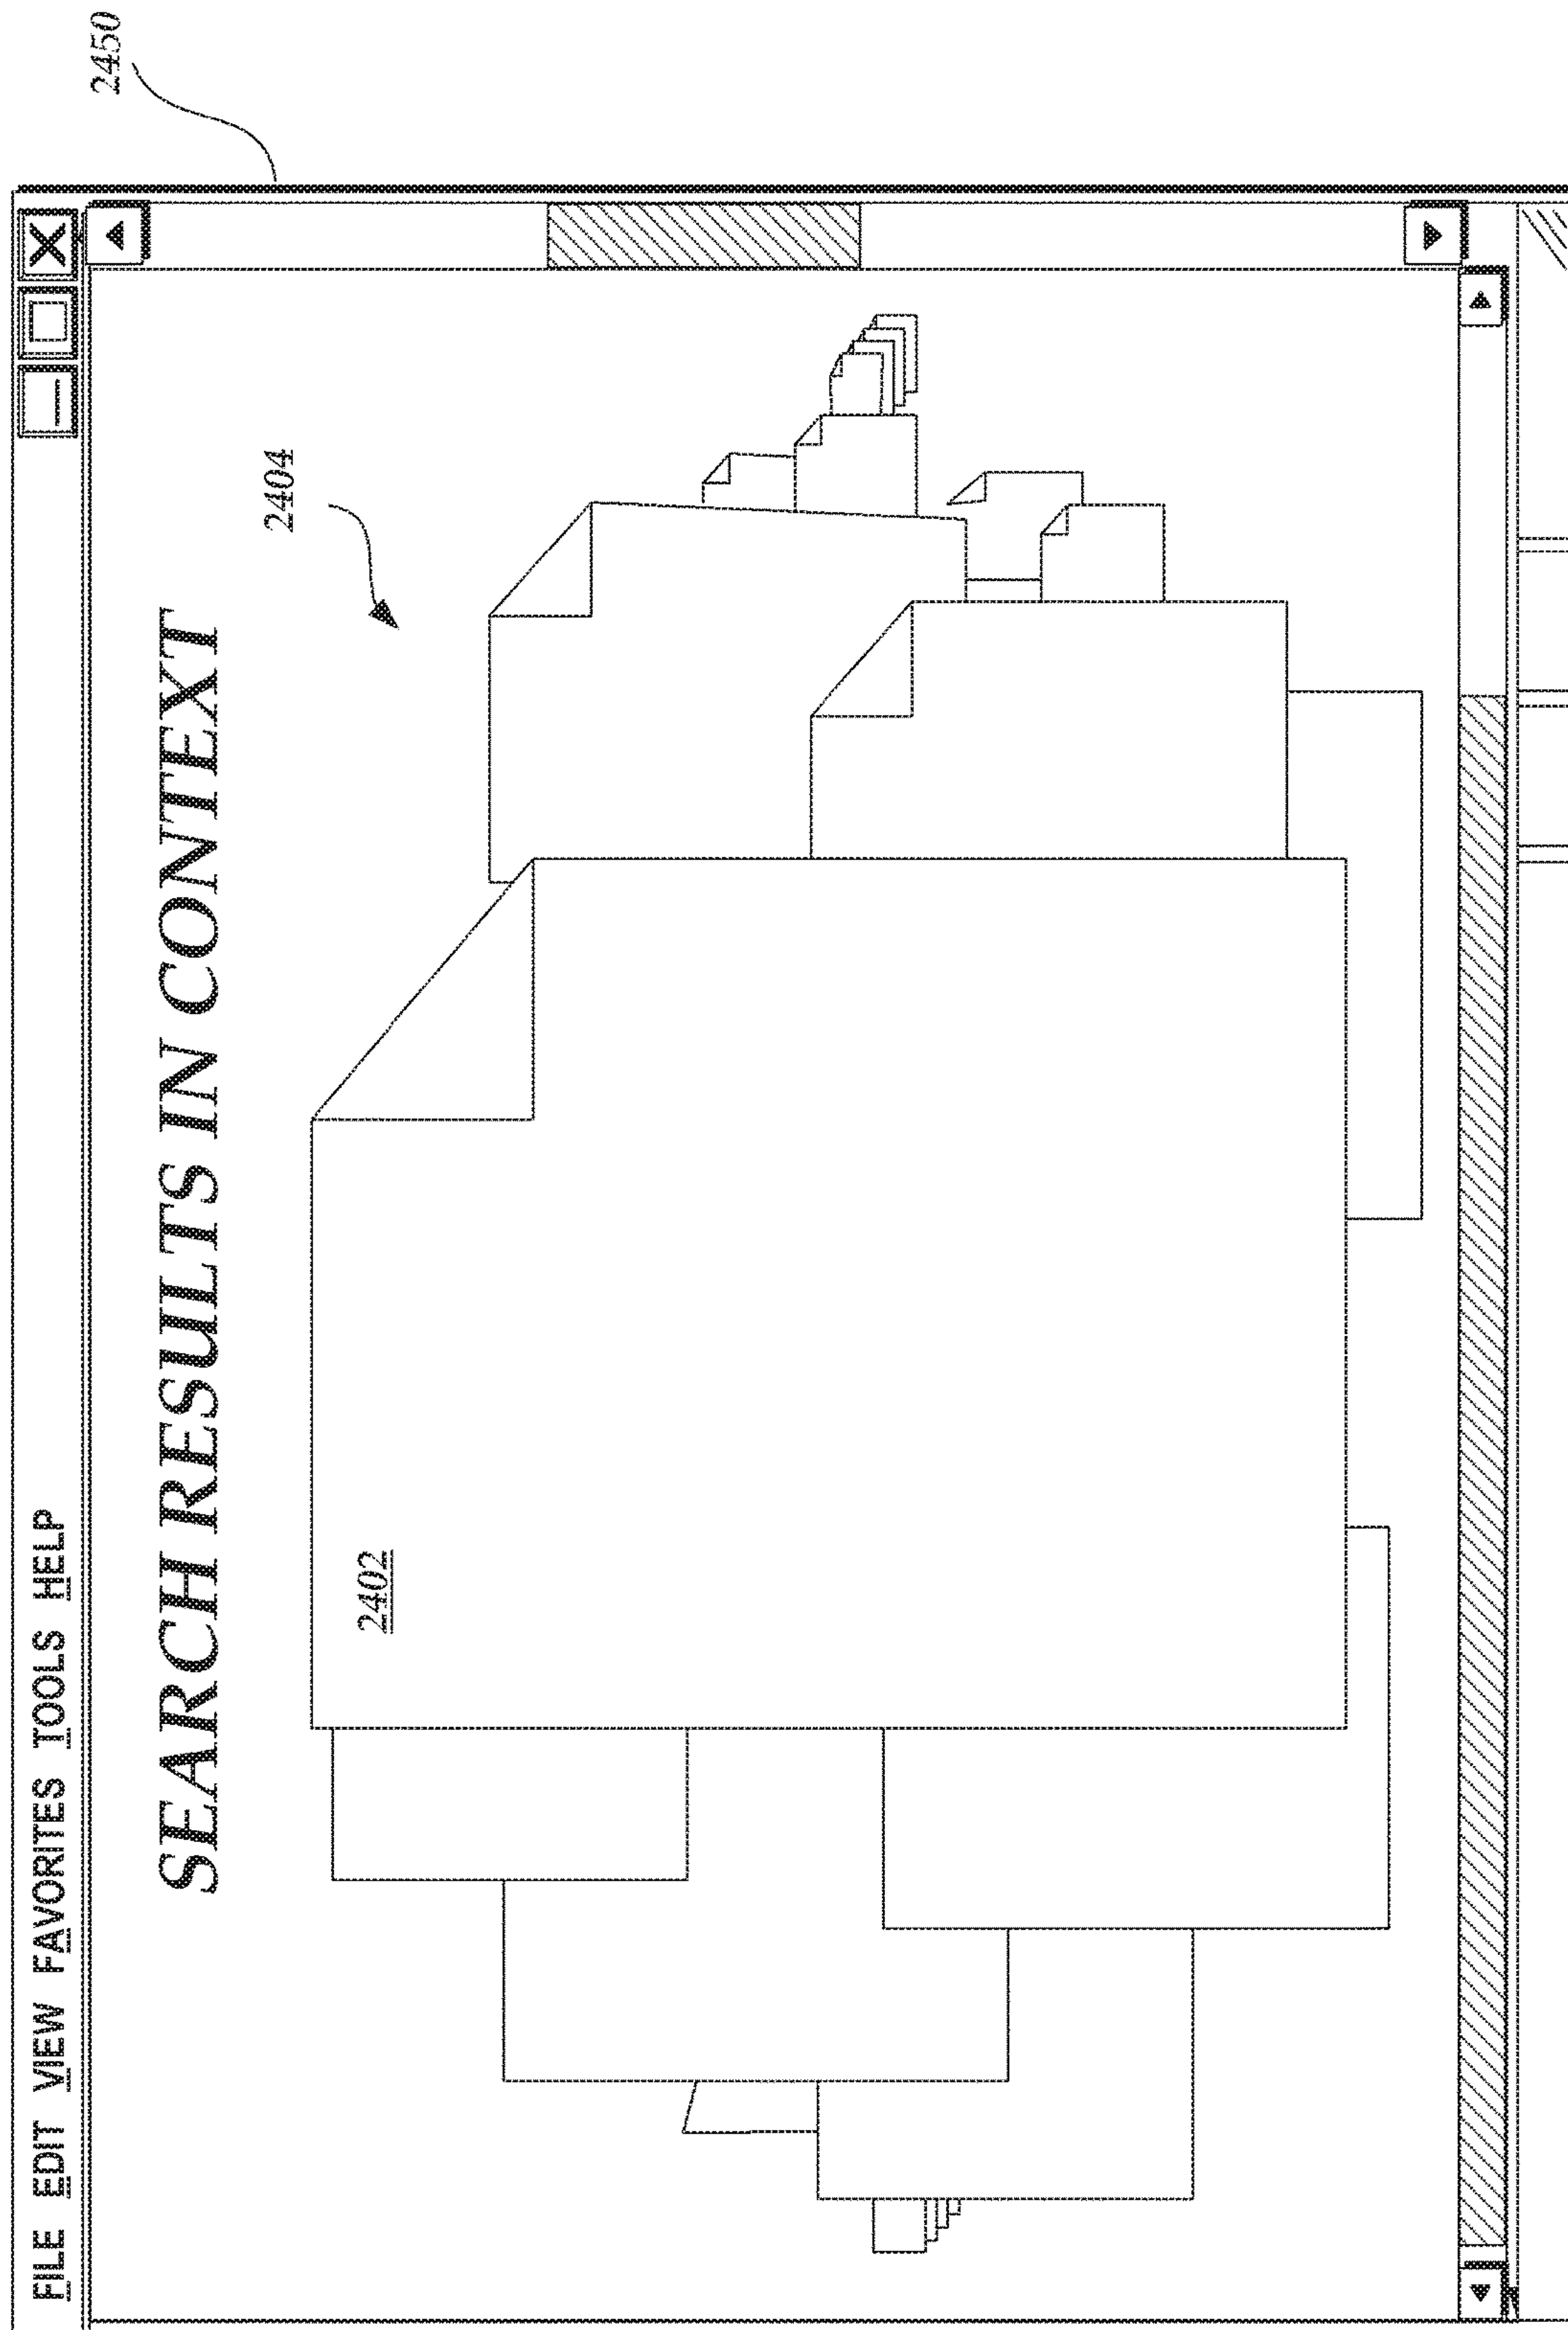 2450
FILE EDIT VIEW FAVORITES TOOLS HELP
SEARCH RESULTS IN CONTEXT
2404
2402